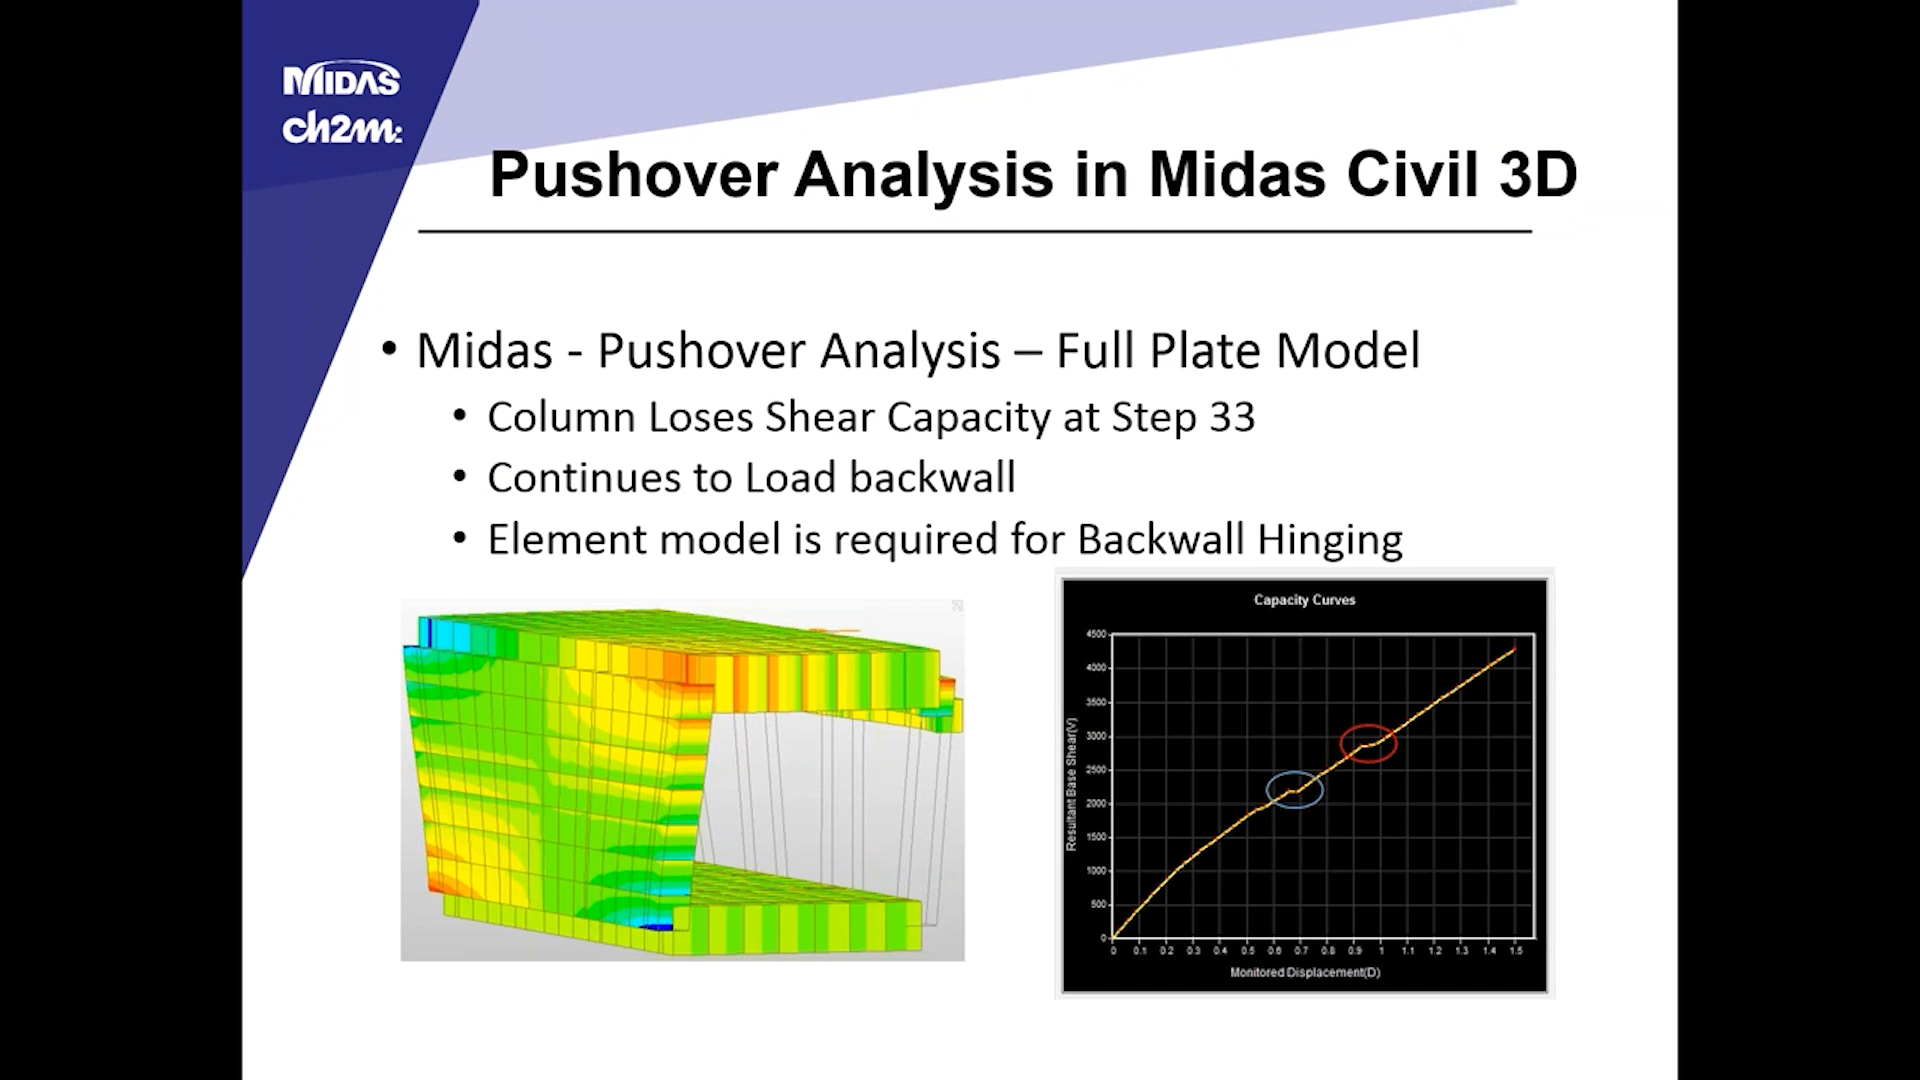 MIDAS
ch2m:
Pushover Analysis in Midas Civil 3D
• Midas - Pushover Analysis – Full Plate Model
• Column Loses Shear Capacity at Step 33
• Continues to Load backwall
• Element model is required for Backwall Hinging
Capacity Curves
Resultant Base Shear(V)
4500
4000
3500
3000
2500
2000
1500
1000
500
0
0 0.1 0.2 0.3 0.4 0.5 0.6 0.7 0.8 0.9 1 1.1 1.2 1.3 1.4 1.5
Monitored Displacement(D)